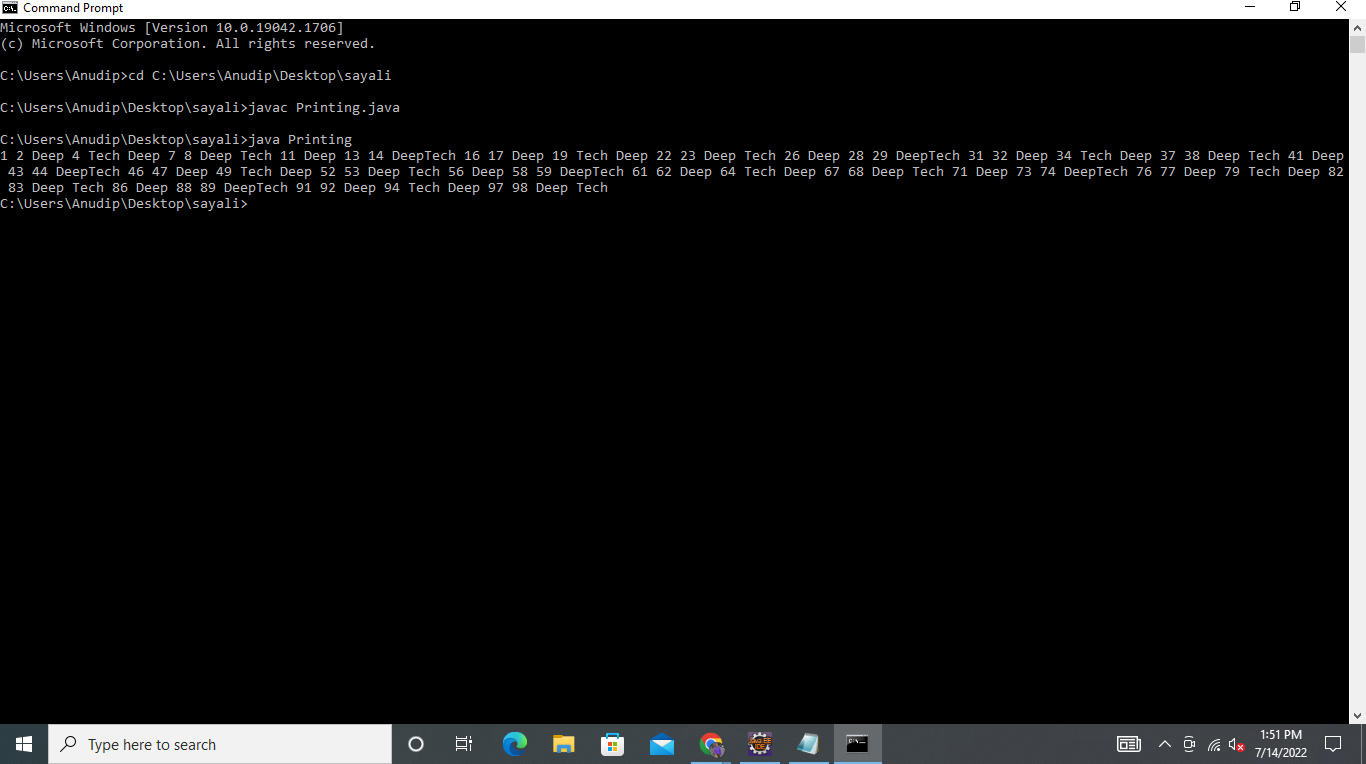 Command Prompt
Microsoft Windows [Version 10.0.19042.1706]
(c) Microsoft Corporation. All rights reserved.
C:\Users\Anudip>cd C:\Users\Anudip\Desktop\sayali
C:\Users\Anudip\Desktop\sayali>javac Printing.java
C:\Users\Anudip\Desktop\sayali>java Printing
1 2 Deep 4 Tech Deep 7 8 Deep Tech 11 Deep 13 14 DeepTech 16 17 Deep 19 Tech Deep 22 23 Deep Tech 26 Deep 28 29 DeepTech 31 32 Deep 34 Tech Deep 37 38 Deep Tech 41 Deep
43 44 DeepTech 46 47 Deep 49 Tech Deep 52 53 Deep Tech 56 Deep 58 59 DeepTech 61 62 Deep 64 Tech Deep 67 68 Deep Tech 71 Deep 73 74 DeepTech 76 77 Deep 79 Tech Deep 82
83 Deep Tech 86 Deep 88 89 DeepTech 91 92 Deep 94 Tech Deep 97 98 Deep Tech
C:\Users\Anudip\Desktop\sayali>
Type here to search
1:51 PM
7/14/2022